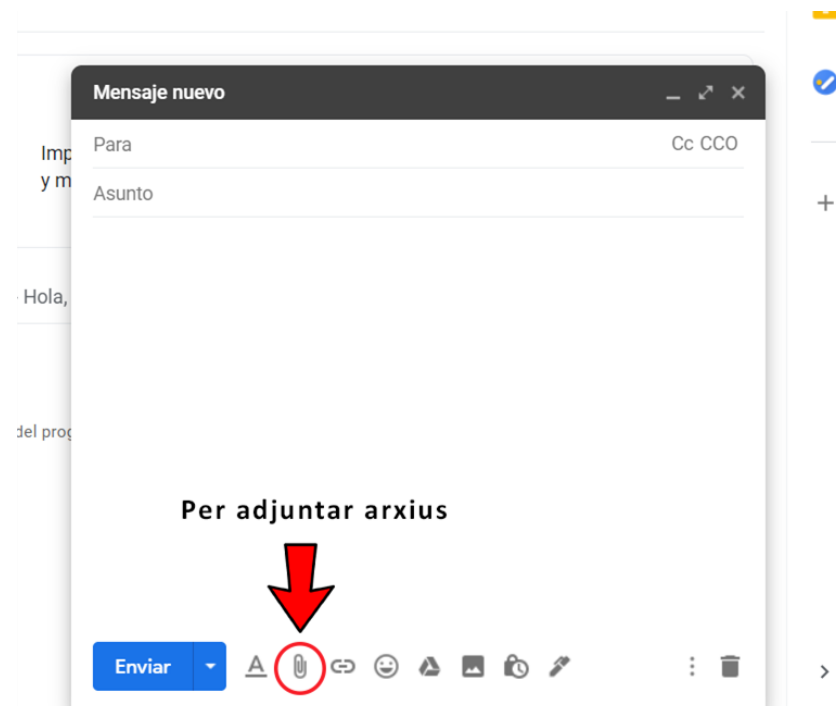 Mensaje nuevo
Para Cc CCO
Imp
y m
Asunto
Hola,
del prog
Per adjuntar arxius
Enviar